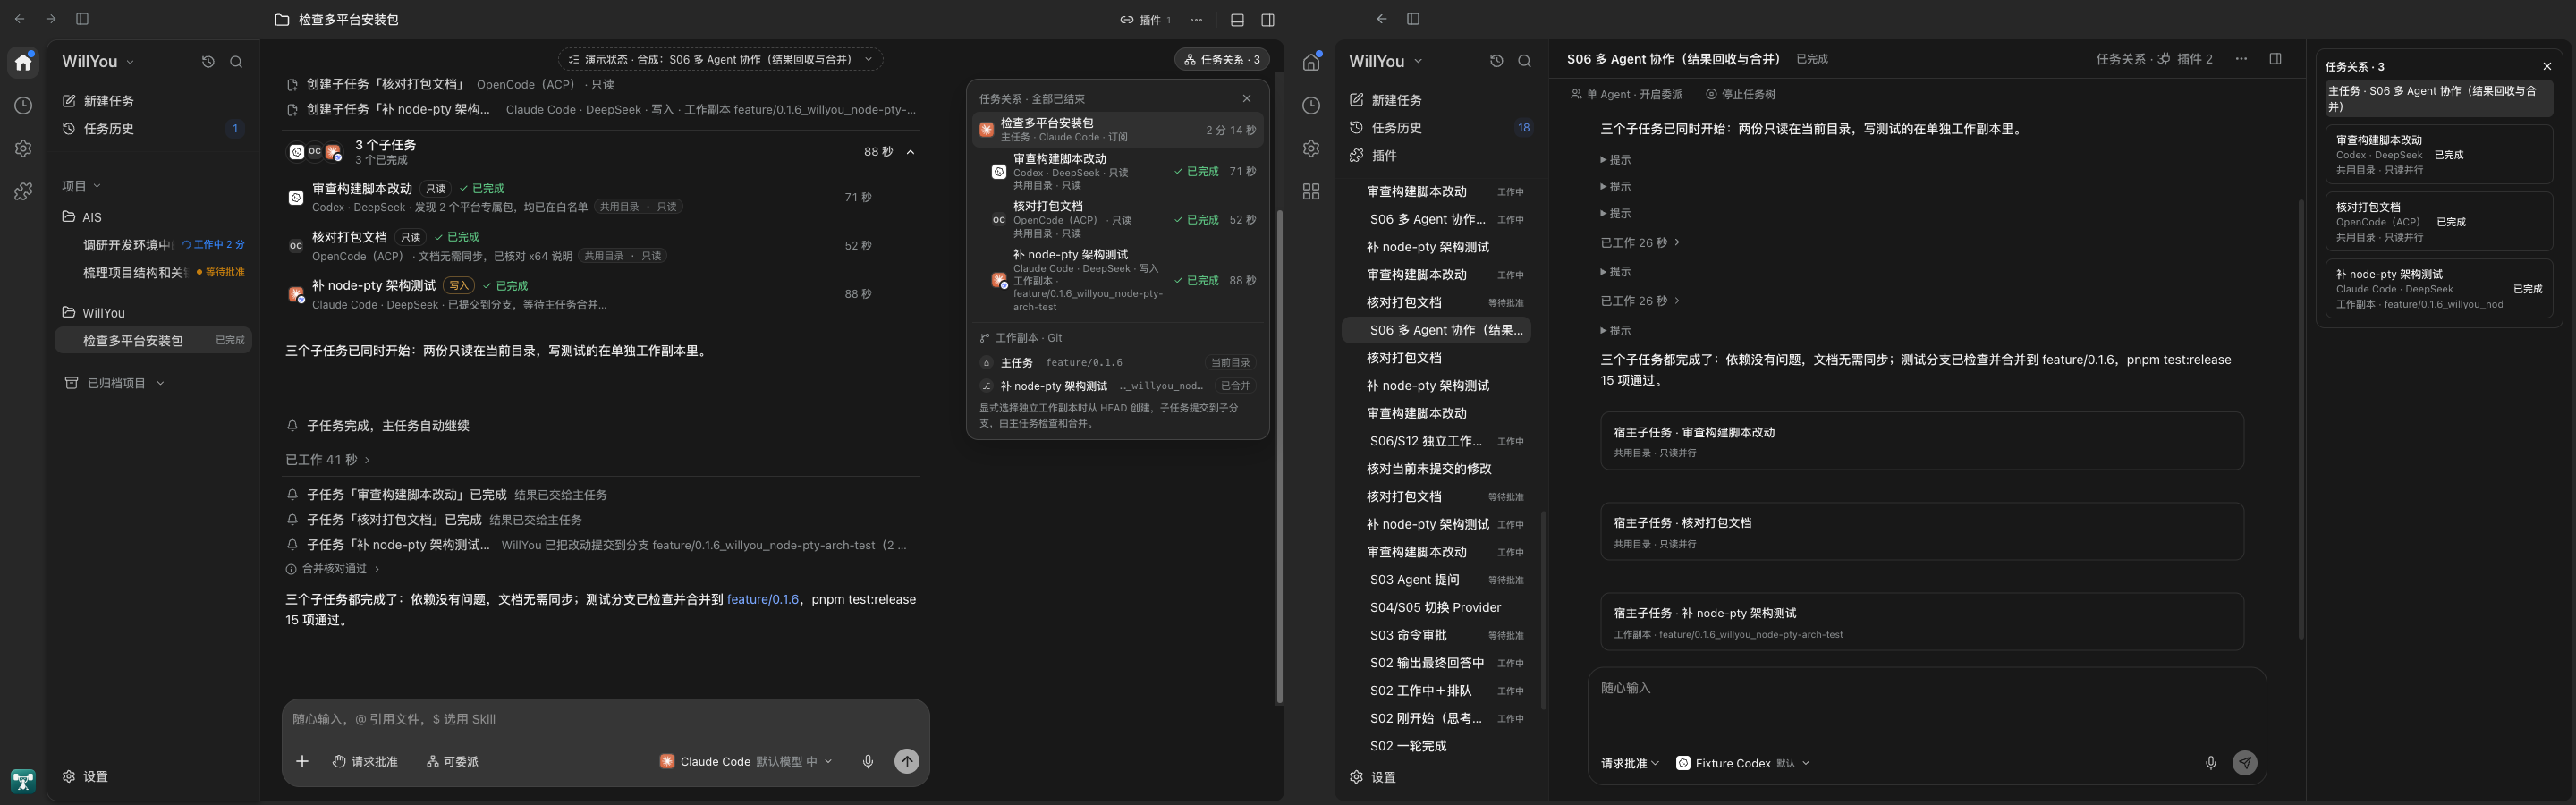 检查多平台安装包
插件 1
WillYou
新建任务
任务历史 1
项目
AIS
调研开发环境中 工作中 2 分
梳理项目结构和关 等待批准
WillYou
检查多平台安装包 已完成
已归档项目
设置
演示状态 · 合成：S06 多 Agent 协作（结果回收与合并）
任务关系 · 3
创建子任务「核对打包文档」 OpenCode（ACP） · 只读
创建子任务「补 node-pty 架构... Claude Code · DeepSeek · 写入 · 工作副本 feature/0.1.6_willyou_node-pty-...
OC
3 个子任务
3 个已完成
88 秒
审查构建脚本改动 只读 已完成
Codex · DeepSeek · 发现 2 个平台专属包，均已在白名单 共用目录 · 只读
71 秒
OC
核对打包文档 只读 已完成
OpenCode（ACP） · 文档无需同步，已核对 x64 说明 共用目录 · 只读
52 秒
补 node-pty 架构测试 写入 已完成
Claude Code · DeepSeek · 已提交到分支，等待主任务合并...
88 秒
三个子任务已同时开始：两份只读在当前目录，写测试的在单独工作副本里。
子任务完成，主任务自动继续
已工作 41 秒
子任务「审查构建脚本改动」已完成 结果已交给主任务
子任务「核对打包文档」已完成 结果已交给主任务
子任务「补 node-pty 架构测试... WillYou 已把改动提交到分支 feature/0.1.6_willyou_node-pty-arch-test（2 ...
合并核对通过
三个子任务都完成了：依赖没有问题，文档无需同步；测试分支已检查并合并到 feature/0.1.6，pnpm test:release
15 项通过。
随心输入，@ 引用文件，$ 选用 Skill
请求批准
可委派
Claude Code 默认模型 中
任务关系 · 全部已结束
检查多平台安装包
主任务 · Claude Code · 订阅
2 分 14 秒
审查构建脚本改动
Codex · DeepSeek · 只读
共用目录 · 只读
已完成 71 秒
OC
核对打包文档
OpenCode（ACP） · 只读
共用目录 · 只读
已完成 52 秒
补 node-pty 架构测试
Claude Code · DeepSeek · 写入
工作副本 ·
feature/0.1.6_willyou_node-pty-
arch-test
已完成 88 秒
工作副本 · Git
主任务 feature/0.1.6 当前目录
补 node-pty 架构测试 …_willyou_nod… 已合并
显式选择独立工作副本时从 HEAD 创建，子任务提交到子分
支，由主任务检查和合并。
WillYou
新建任务
任务历史 18
插件
审查构建脚本改动 工作中
S06 多 Agent 协作... 工作中
补 node-pty 架构测试
审查构建脚本改动 工作中
核对打包文档 等待批准
S06 多 Agent 协作（结果...
核对打包文档
补 node-pty 架构测试
审查构建脚本改动
S06/S12 独立工作... 工作中
核对当前未提交的修改
核对打包文档 等待批准
补 node-pty 架构测试 工作中
审查构建脚本改动 工作中
S03 Agent 提问 等待批准
S04/S05 切换 Provider
S03 命令审批 等待批准
S02 输出最终回答中 工作中
S02 工作中＋排队 工作中
S02 刚开始（思考... 工作中
S02 一轮完成
设置
S06 多 Agent 协作（结果回收与合并） 已完成
任务关系 · 3
插件 2
单 Agent · 开启委派
停止任务树
三个子任务已同时开始：两份只读在当前目录，写测试的在单独工作副本里。
提示
提示
提示
已工作 26 秒
提示
已工作 26 秒
提示
三个子任务都完成了：依赖没有问题，文档无需同步；测试分支已检查并合并到 feature/0.1.6，pnpm test:release
15 项通过。
宿主子任务 · 审查构建脚本改动
共用目录 · 只读并行
宿主子任务 · 核对打包文档
共用目录 · 只读并行
宿主子任务 · 补 node-pty 架构测试
工作副本 · feature/0.1.6_willyou_node-pty-arch-test
随心输入
请求批准
Fixture Codex 默认
任务关系 · 3
主任务 · S06 多 Agent 协作（结果回收与合
并）
审查构建脚本改动
Codex · DeepSeek 已完成
共用目录 · 只读并行
核对打包文档
OpenCode（ACP） 已完成
共用目录 · 只读并行
补 node-pty 架构测试
Claude Code · DeepSeek 已完成
工作副本 · feature/0.1.6_willyou_nod